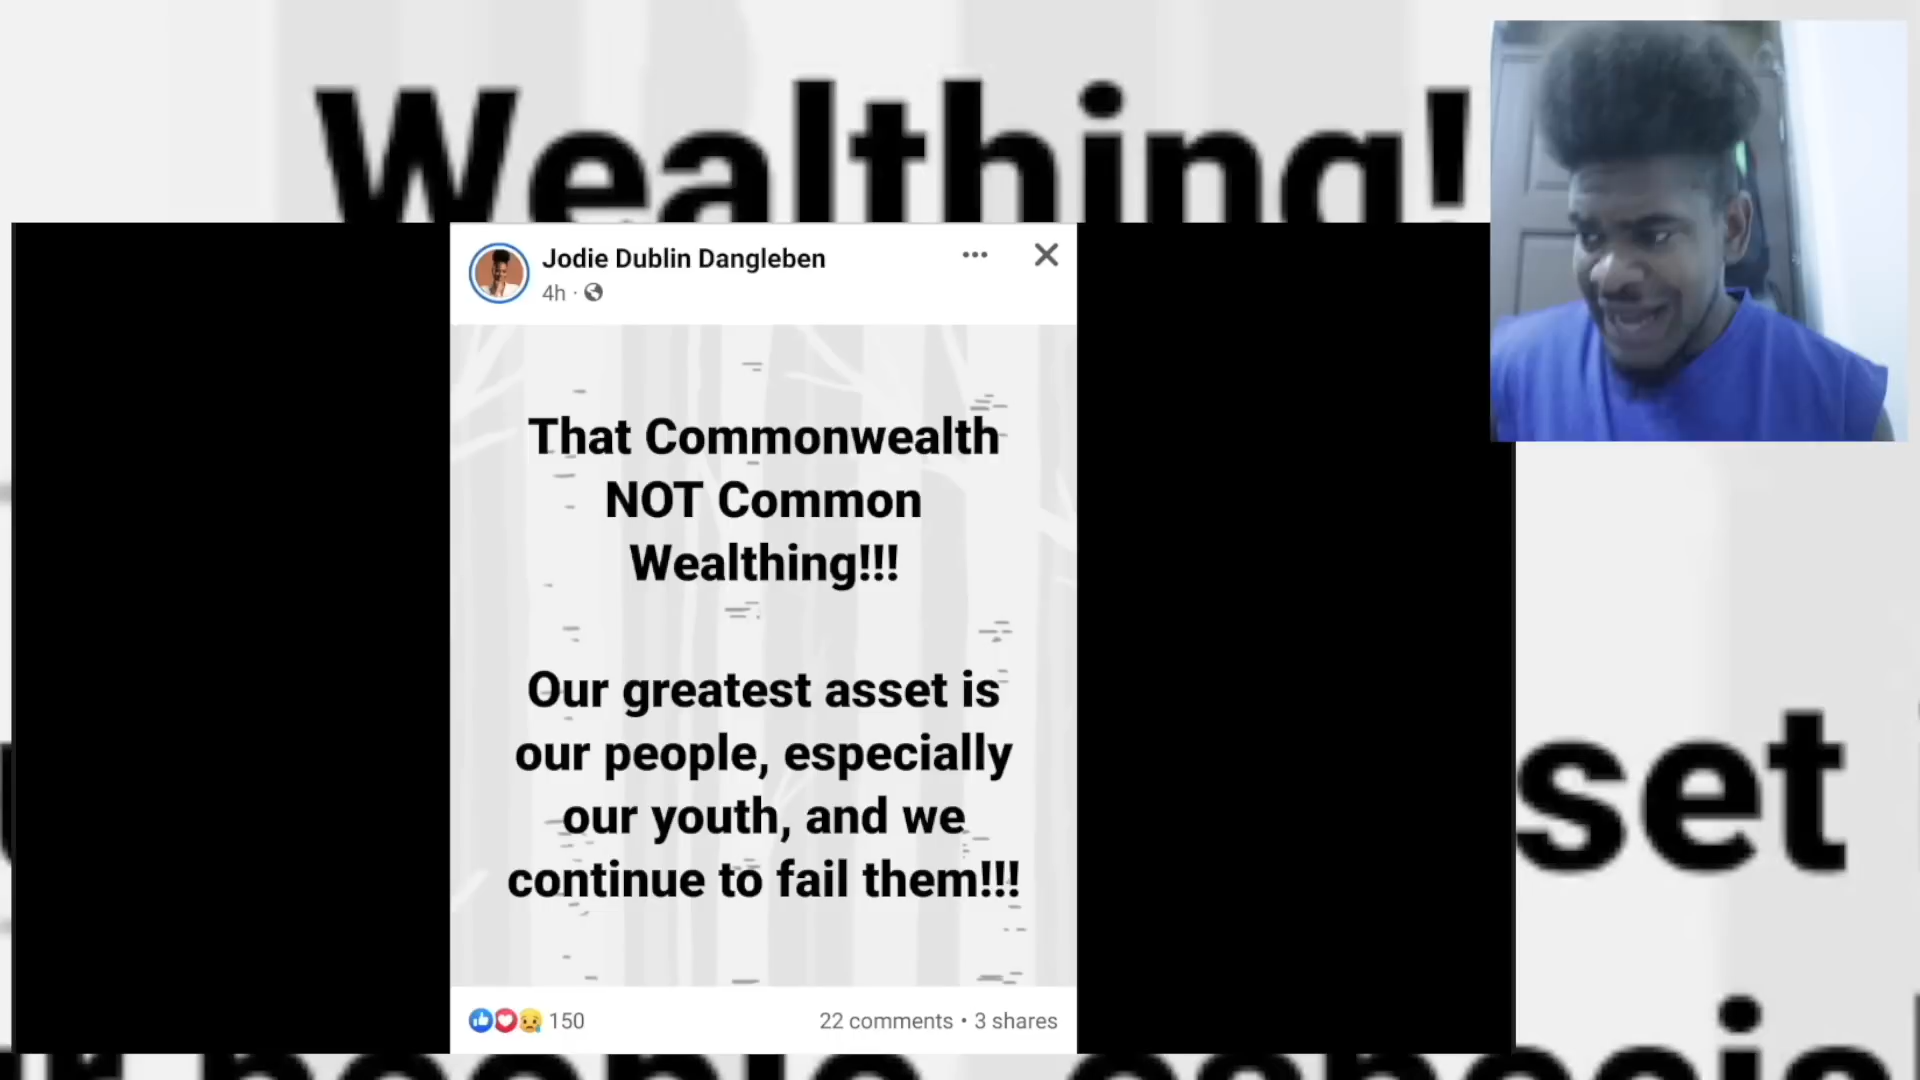 Wealthing!
Jodie Dublin Dangleben
4h ·
That Commonwealth
NOT Common
Wealthing!!!
Our greatest asset is
our people, especially
our youth, and we
continue to fail them!!!
150
22 comments • 3 shares
set